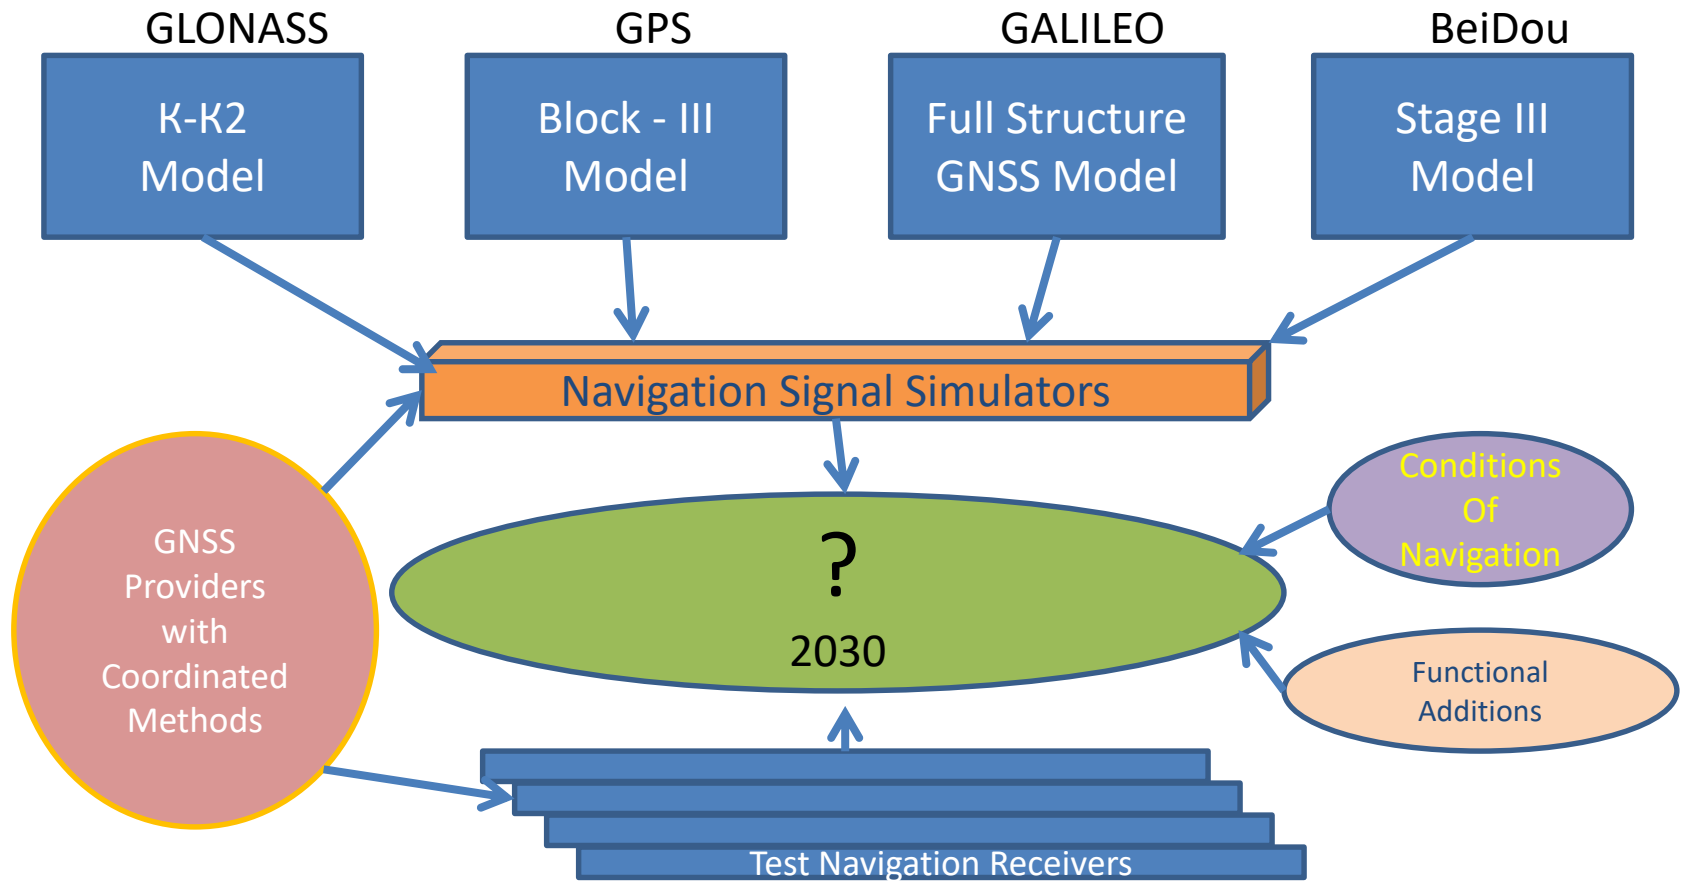 GLONASS
GPS
GALILEO
BeiDou
К-К2
Model
Block - III
Model
Full Structure
GNSS Model
Stage III
Model
Navigation Signal Simulators
GNSS
Providers
with
Coordinated
Methods
?
2030
Conditions
Of
Navigation
Functional
Additions
Test Navigation Receivers